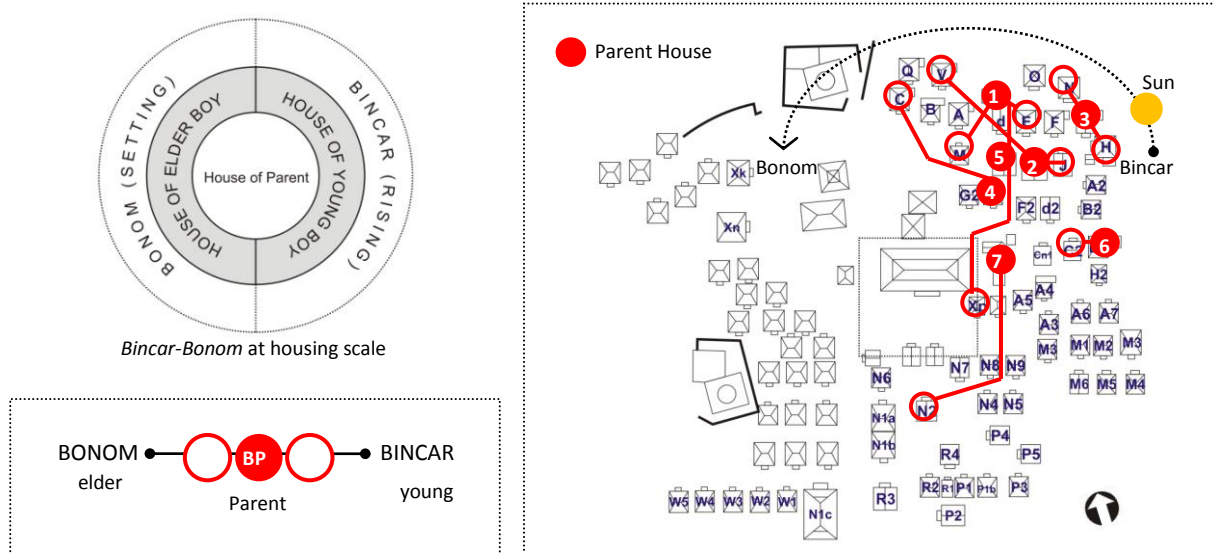 BONOM (SETTING)
BINCAR (RISING)
HOUSE OF ELDER BOY
HOUSE OF YOUNG BOY
House of Parent
Bincar-Bonom at housing scale
BONOM
BP
BINCAR
elder
Parent
young
Parent House
Sun
Bonom
Bincar
Q
V
O
N
C
B
A
1
d
E
F
3
M
H
5
2
J
Xk
4
G2
A2
F2
d2
B2
Xn
6
7
Cn1
C2
H2
A4
A5
A3
A6
A7
M3
M1
M2
M3
N6
N7
N8
N9
M6
M5
M4
N2
N4
N5
N1a
N1b
P4
R4
P5
W5
W4
W3
W2
W1
N1c
R3
R2
R1
P1
P1b
P3
P2